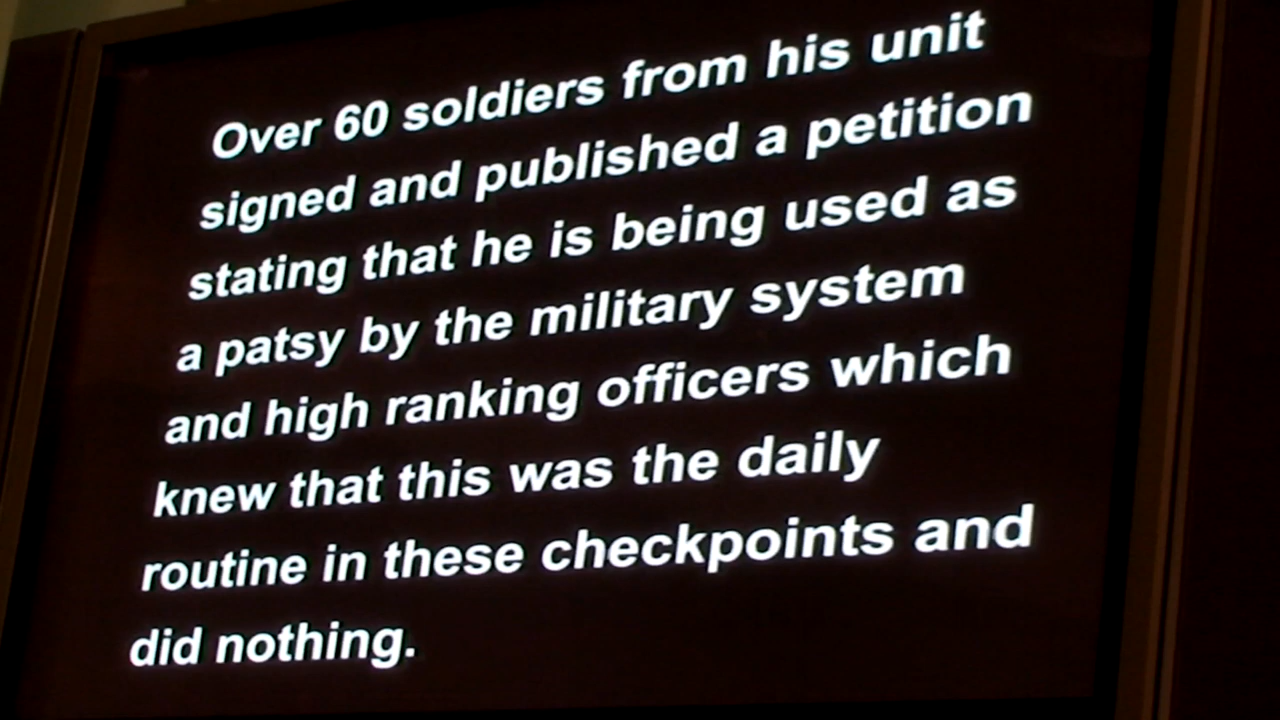 Over 60 soldiers from his unit
signed and published a petition
stating that he is being used as
a patsy by the military system
and high ranking officers which
knew that this was the daily
routine in these checkpoints and
did nothing.